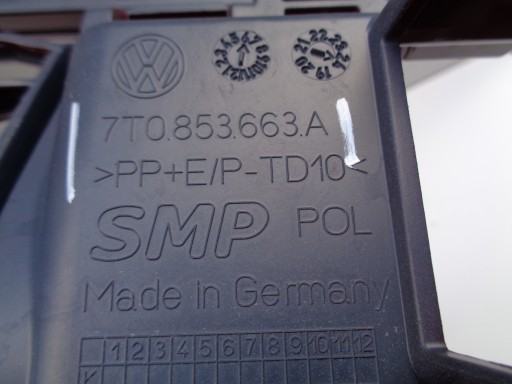 VW
7T0.853.663.A
>PP+E/P-TD10<
SMP POL
Made in Germany
1 2 3 4 5 6 7 8 9 10 11 12